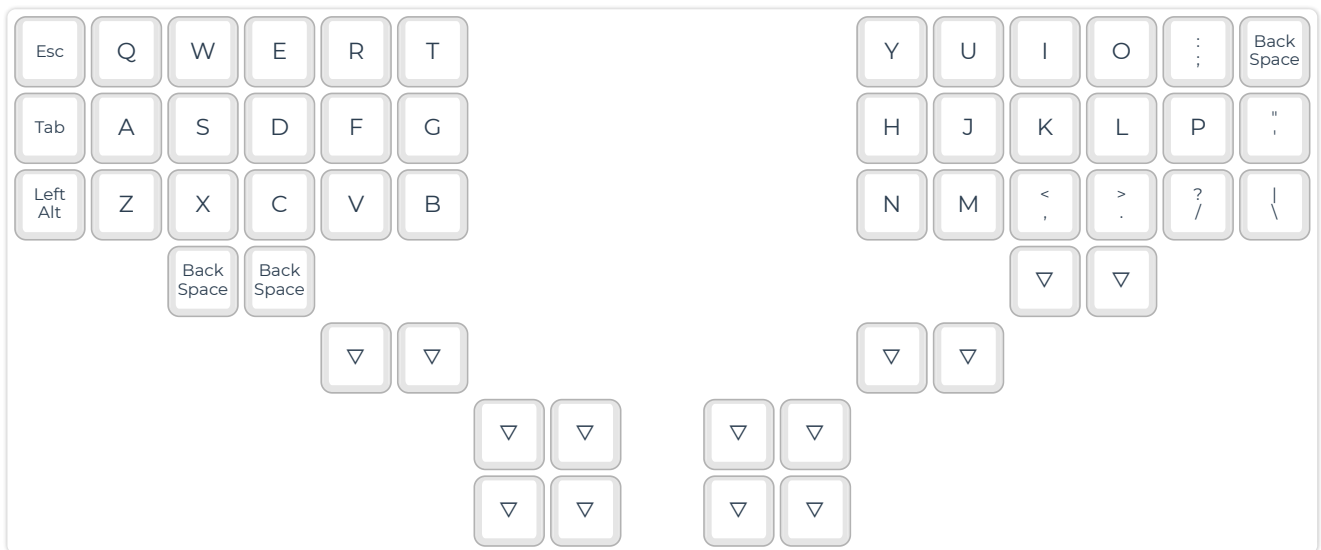 Esc Q W E R T Y U I O : ; Back Space
Tab A S D F G H J K L P " '
Left Alt Z X C V B N M < , > . ? / | \
Back Space Back Space ▽ ▽
▽ ▽ ▽ ▽
▽ ▽ ▽ ▽
▽ ▽ ▽ ▽